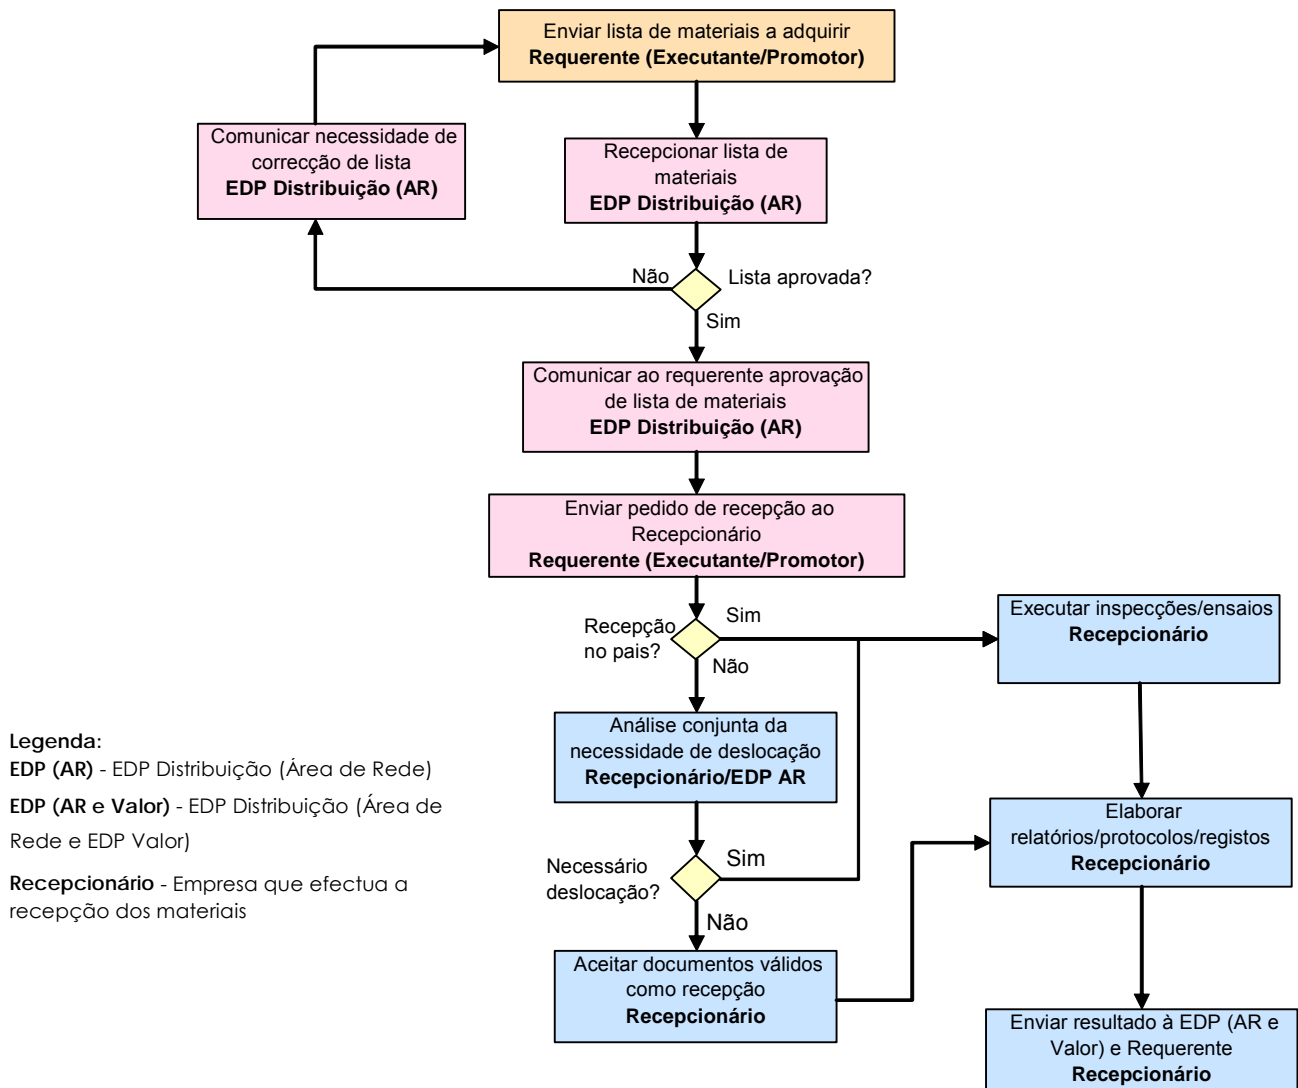 Enviar lista de materiais a adquirir
Requerente (Executante/Promotor)
Comunicar necessidade de
correcção de lista
EDP Distribuição (AR)
Recepcionar lista de
materiais
EDP Distribuição (AR)
Não
Lista aprovada?
Sim
Comunicar ao requerente aprovação
de lista de materiais
EDP Distribuição (AR)
Enviar pedido de recepção ao
Recepcionário
Requerente (Executante/Promotor)
Recepção
no pais?
Sim
Não
Executar inspecções/ensaios
Recepcionário
Análise conjunta da
necessidade de deslocação
Recepcionário/EDP AR
Legenda:
EDP (AR) - EDP Distribuição (Área de Rede)
EDP (AR e Valor) - EDP Distribuição (Área de
Rede e EDP Valor)
Recepcionário - Empresa que efectua a
recepção dos materiais
Necessário
deslocação?
Sim
Não
Elaborar
relatórios/protocolos/registos
Recepcionário
Aceitar documentos válidos
como recepção
Recepcionário
Enviar resultado à EDP (AR e
Valor) e Requerente
Recepcionário